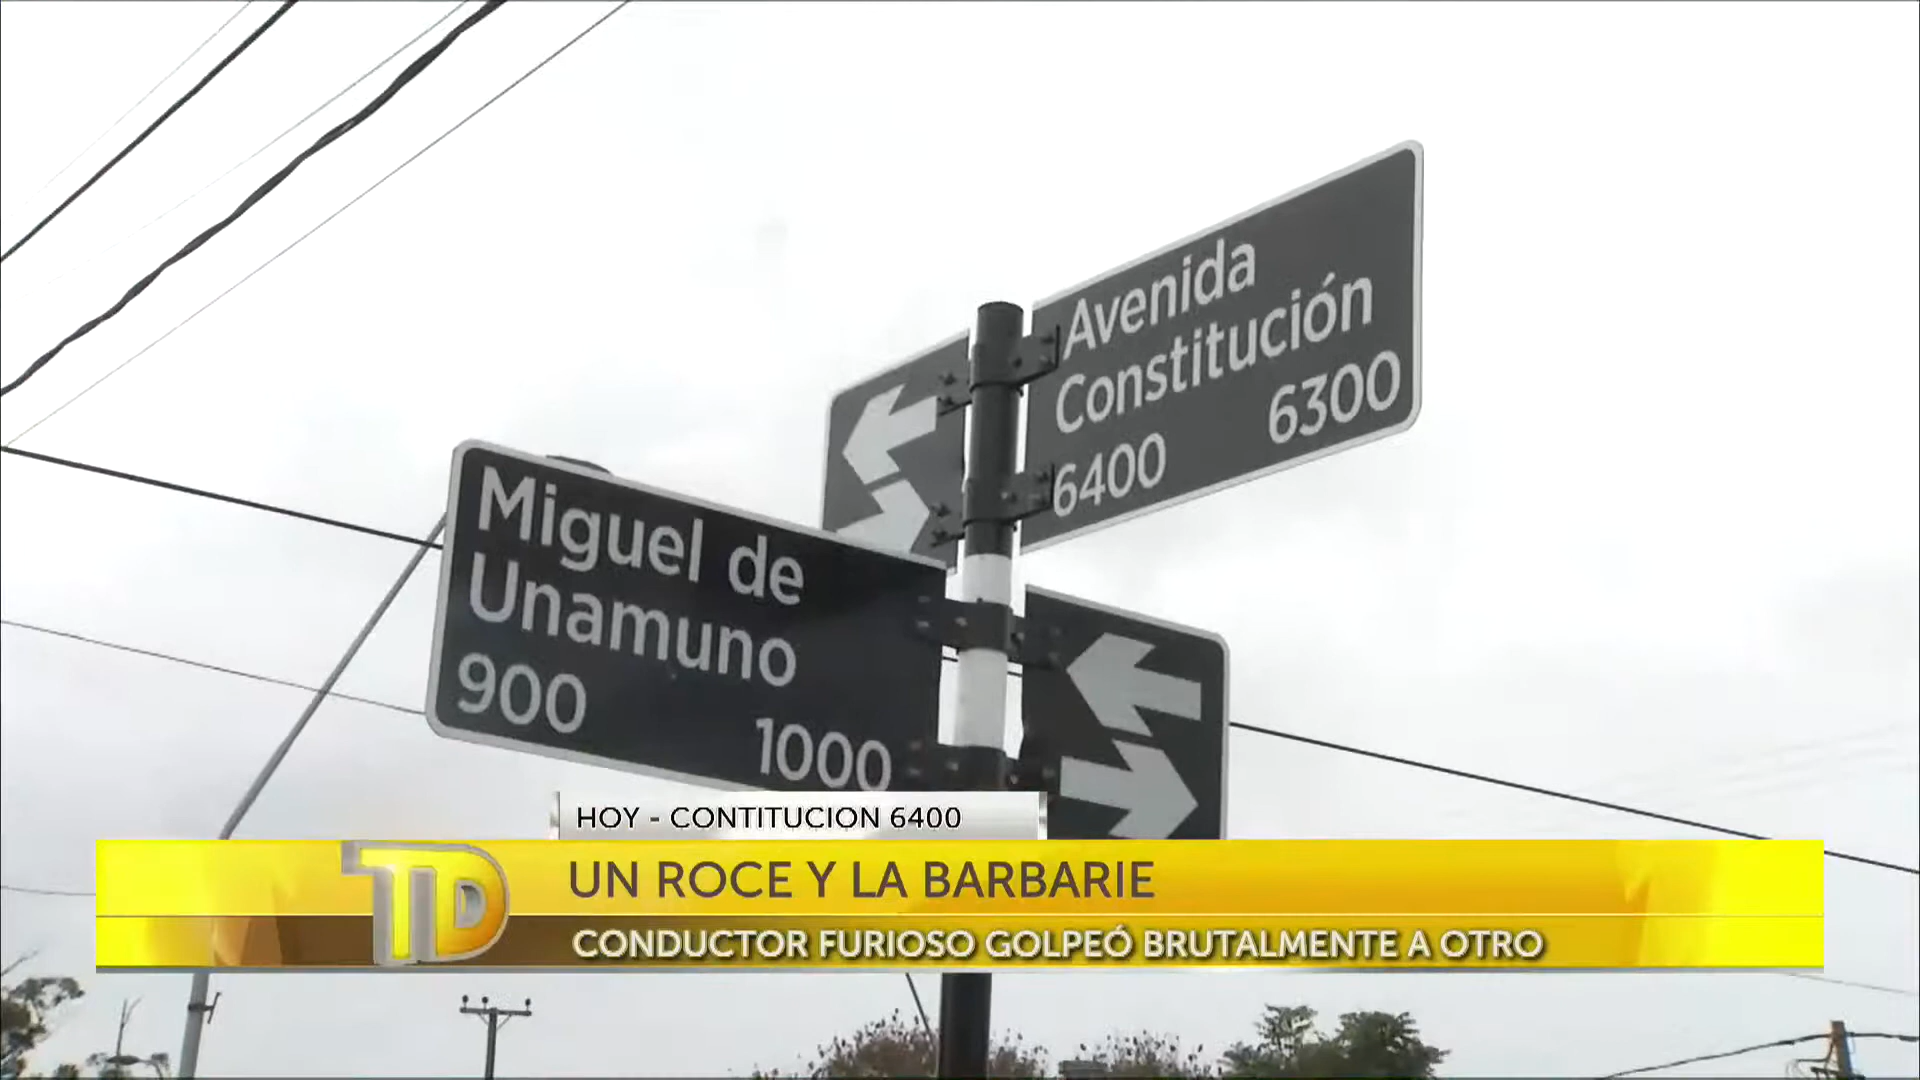 Avenida
Constitución
6400 6300
Miguel de
Unamuno
900 1000
HOY - CONTITUCION 6400
TD
UN ROCE Y LA BARBARIE
CONDUCTOR FURIOSO GOLPEÓ BRUTALMENTE A OTRO